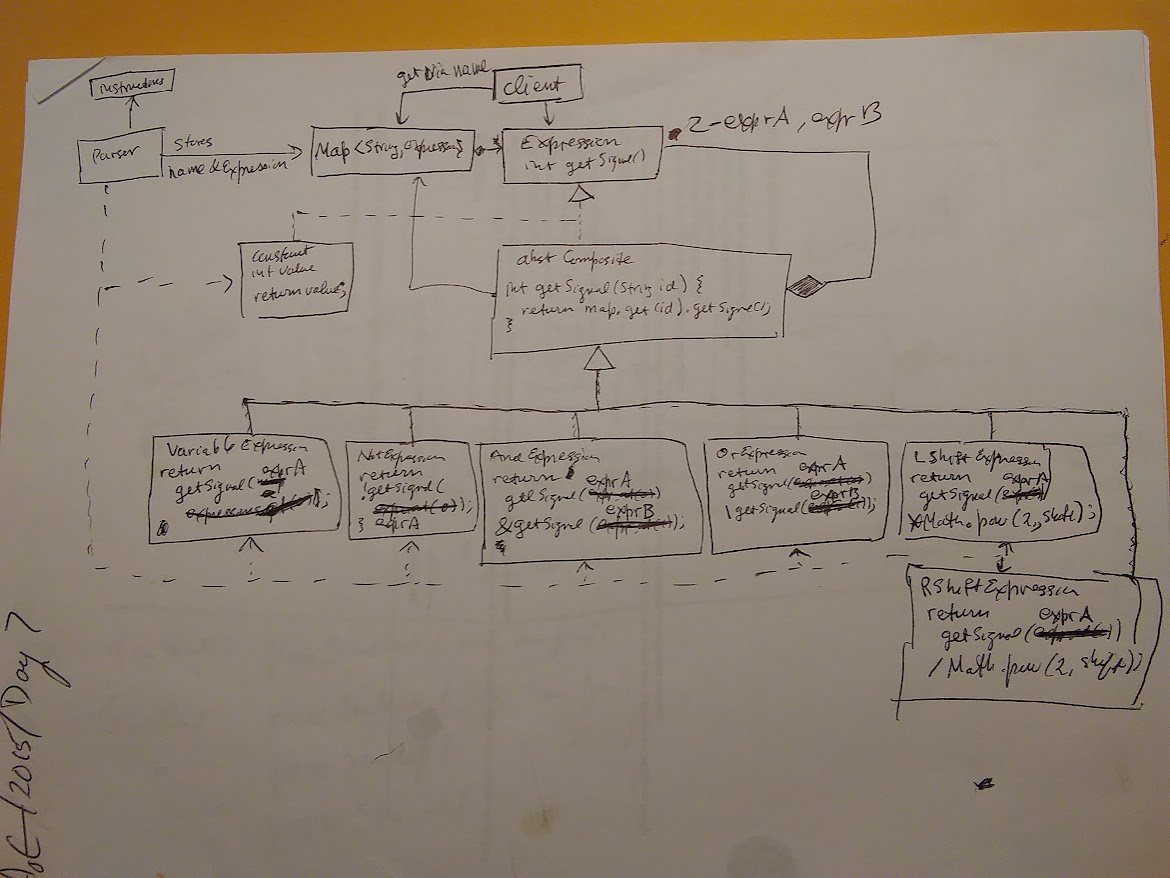 instructions
Parser
Stores
name & Expression
get via name
Client
Map<String, Expression>
Expression
int getSignal()
2-exprA, exprB
Constant
int value
return value;
abst Composite
int getSignal(String id) {
return map.get(id).getSignal();
}
Variable Expression
return
exprA
getSignal(
);
NotExpression
return
getSignal(
);
} exprA
And Expression
return
exprA
getSignal(
)
exprB
& getSignal(
);
Or Expression
return
exprA
getSignal(
)
exprB
| getSignal(
);
LShift Expression
return
exprA
getSignal(
)
*Math.pow(2, shift);
RShift Expression
return
exprA
getSignal(
)
/ Math.pow(2, shift);
AoC/2015/Day 7